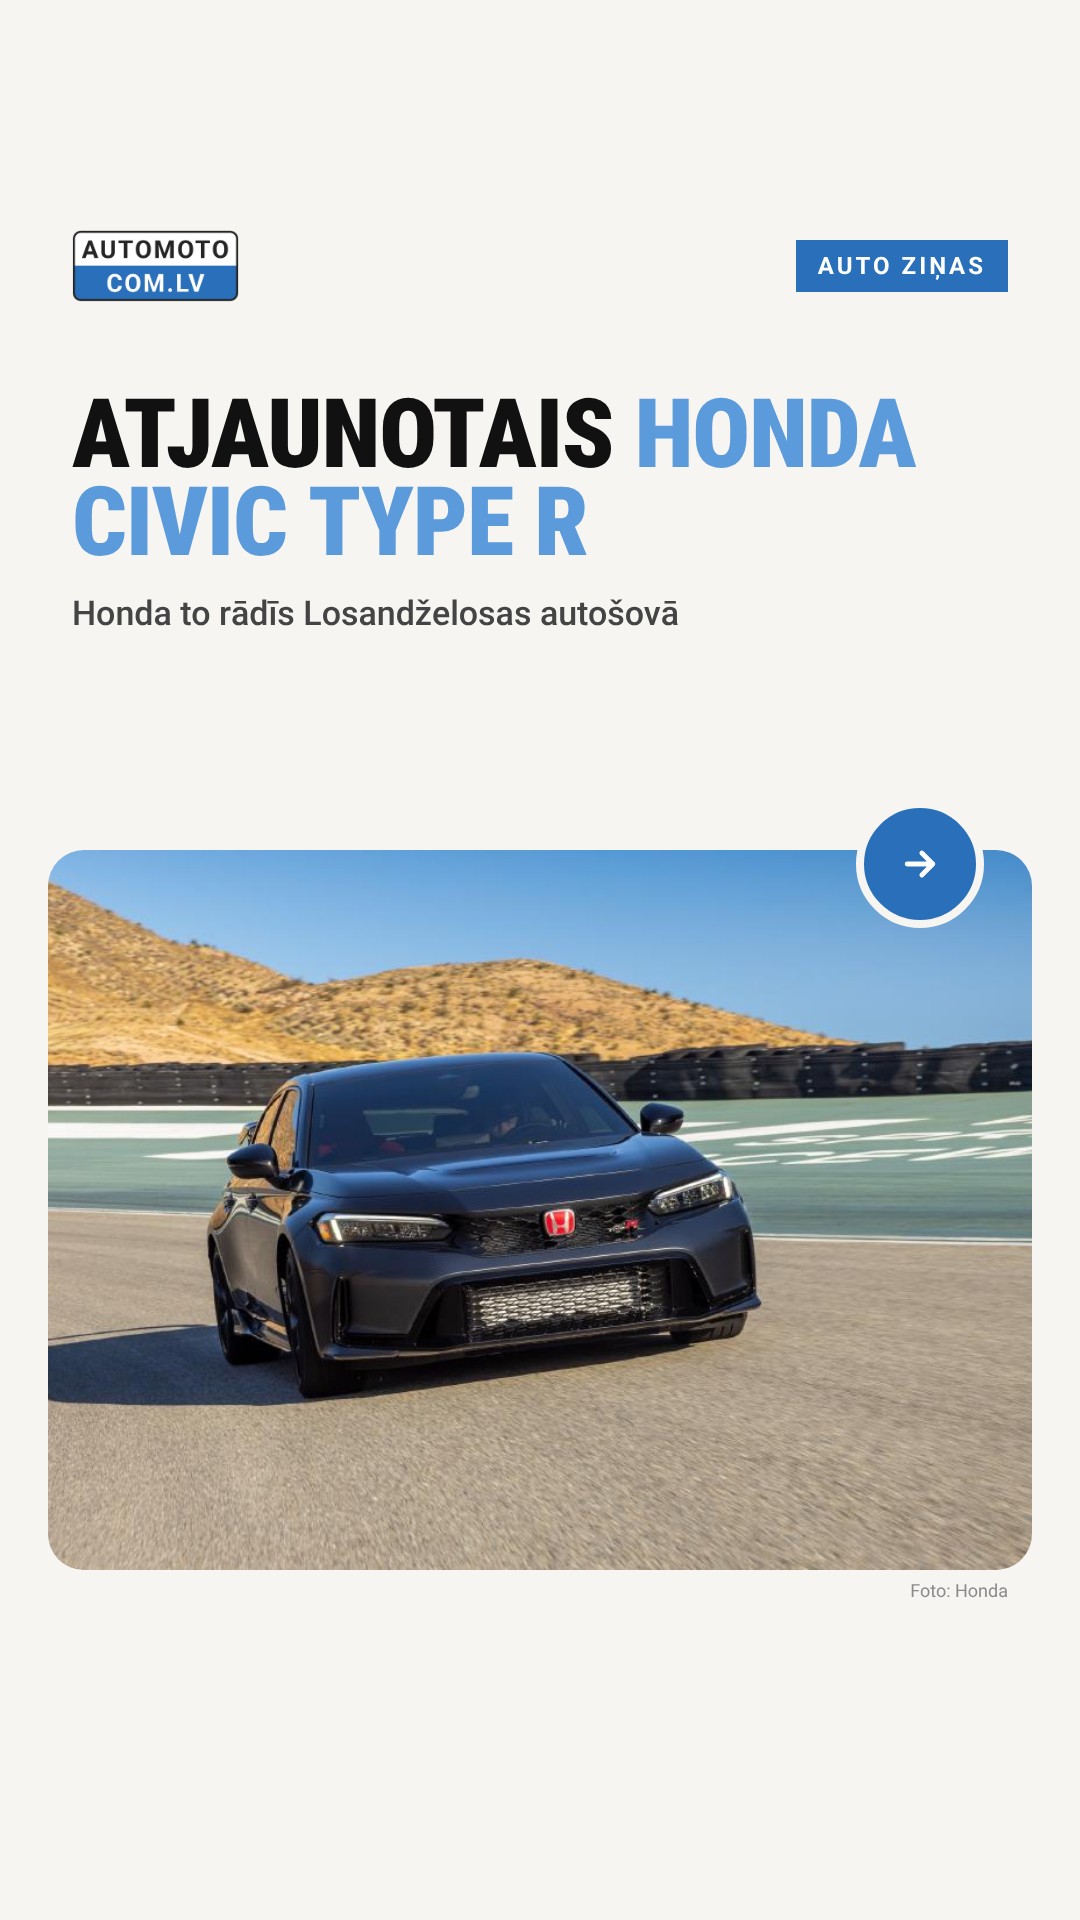 AUTOMOTO
COM.LV
AUTO ZIŅAS
ATJAUNOTAIS HONDA
CIVIC TYPE R
Honda to rādīs Losandželosas autošovā
Foto: Honda